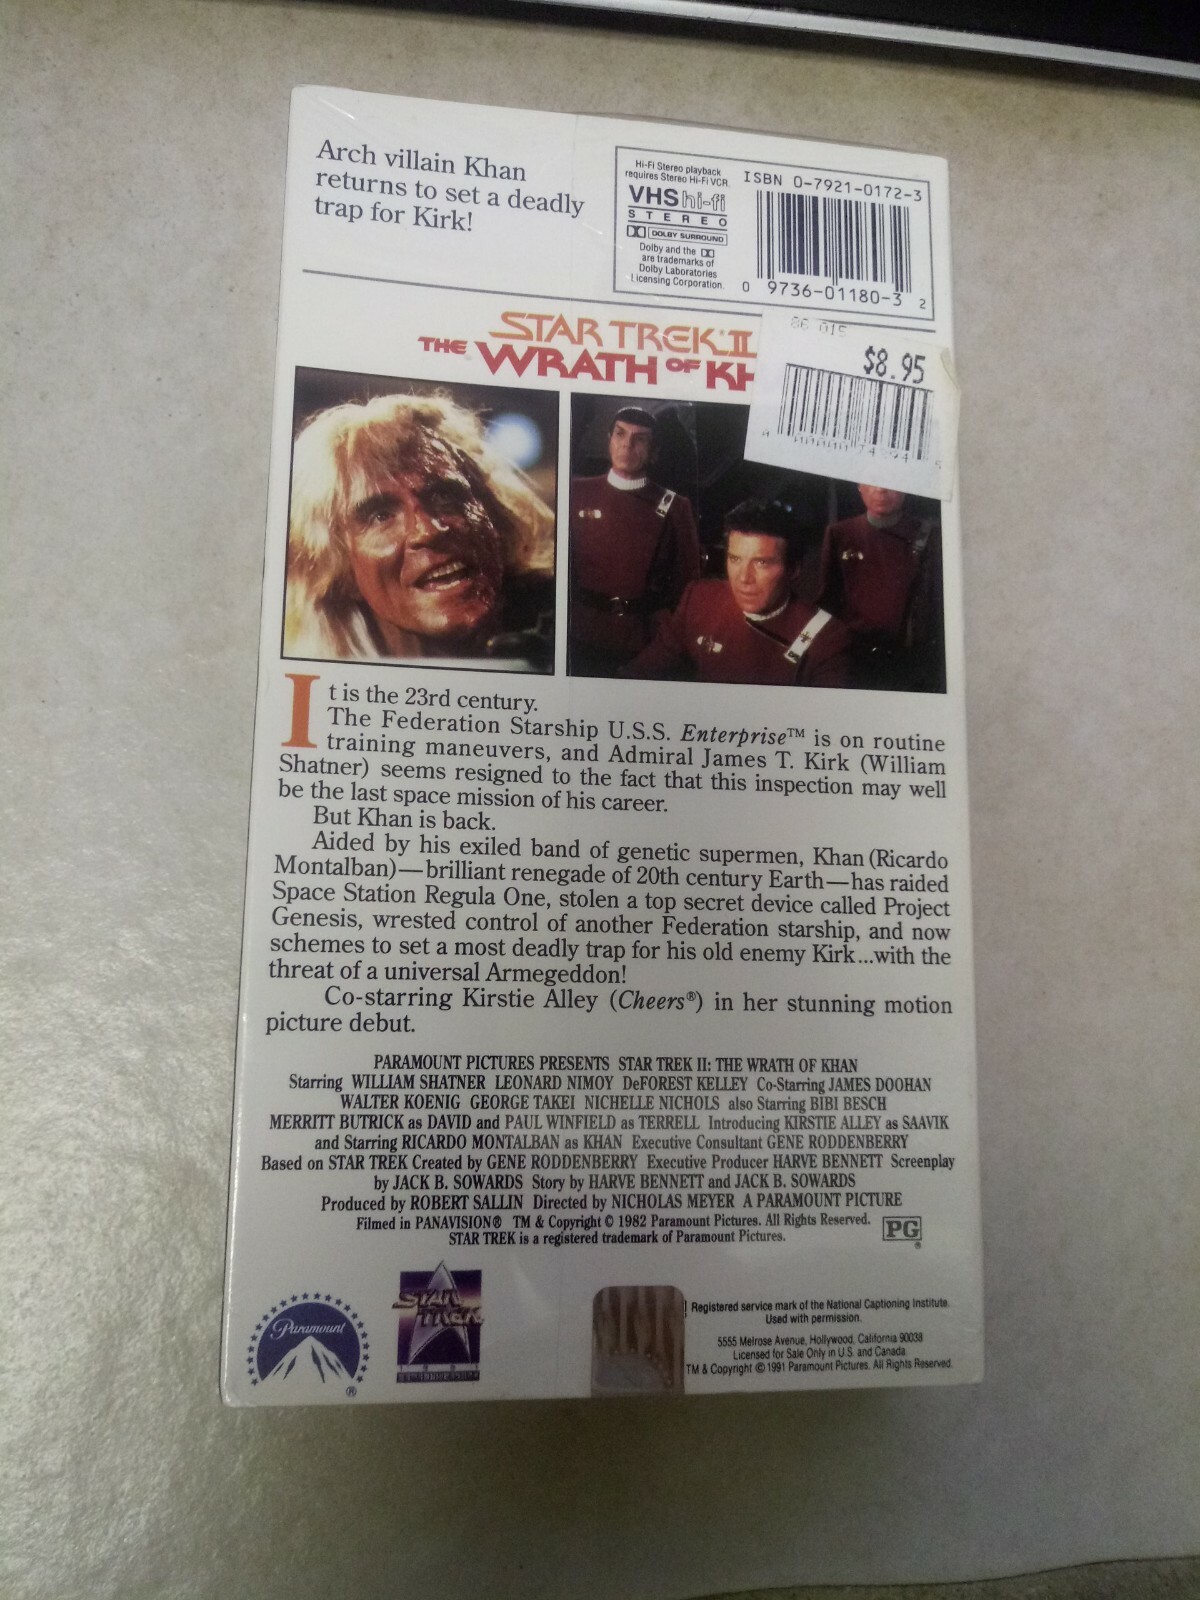 Arch villain Khan
returns to set a deadly
trap for Kirk!
Hi-Fi Stereo playback
requires Stereo Hi-Fi VCR
VHS hi-fi
STEREO
DOLBY SURROUND
Dolby and the
are trademarks of
Dolby Laboratories
Licensing Corporation.
ISBN 0-7921-0172-3
0 9736-01180-3 2
STAR TREK II
THE WRATH OF KH
$8.95
It is the 23rd century.
The Federation Starship U.S.S. Enterprise™ is on routine
training maneuvers, and Admiral James T. Kirk (William
Shatner) seems resigned to the fact that this inspection may well
be the last space mission of his career.
But Khan is back.
Aided by his exiled band of genetic supermen, Khan (Ricardo
Montalban)—brilliant renegade of 20th century Earth—has raided
Space Station Regula One, stolen a top secret device called Project
Genesis, wrested control of another Federation starship, and now
schemes to set a most deadly trap for his old enemy Kirk...with the
threat of a universal Armegeddon!
Co-starring Kirstie Alley (Cheers®) in her stunning motion
picture debut.
PARAMOUNT PICTURES PRESENTS STAR TREK II: THE WRATH OF KHAN
Starring WILLIAM SHATNER LEONARD NIMOY DeFOREST KELLEY Co-Starring JAMES DOOHAN
WALTER KOENIG GEORGE TAKEI NICHELLE NICHOLS also Starring BIBI BESCH
MERRITT BUTRICK as DAVID and PAUL WINFIELD as TERRELL Introducing KIRSTIE ALLEY as SAAVIK
and Starring RICARDO MONTALBAN as KHAN Executive Consultant GENE RODDENBERRY
Based on STAR TREK Created by GENE RODDENBERRY Executive Producer HARVE BENNETT Screenplay
by JACK B. SOWARDS Story by HARVE BENNETT and JACK B. SOWARDS
Produced by ROBERT SALLIN Directed by NICHOLAS MEYER A PARAMOUNT PICTURE
Filmed in PANAVISION® TM & Copyright © 1982 Paramount Pictures. All Rights Reserved.
STAR TREK is a registered trademark of Paramount Pictures.
PG
®
Paramount
®
STAR TREK
Registered service mark of the National Captioning Institute.
Used with permission.
5555 Melrose Avenue, Hollywood, California 90038
Licensed for Sale Only in U.S. and Canada
TM & Copyright © 1991 Paramount Pictures. All Rights Reserved.